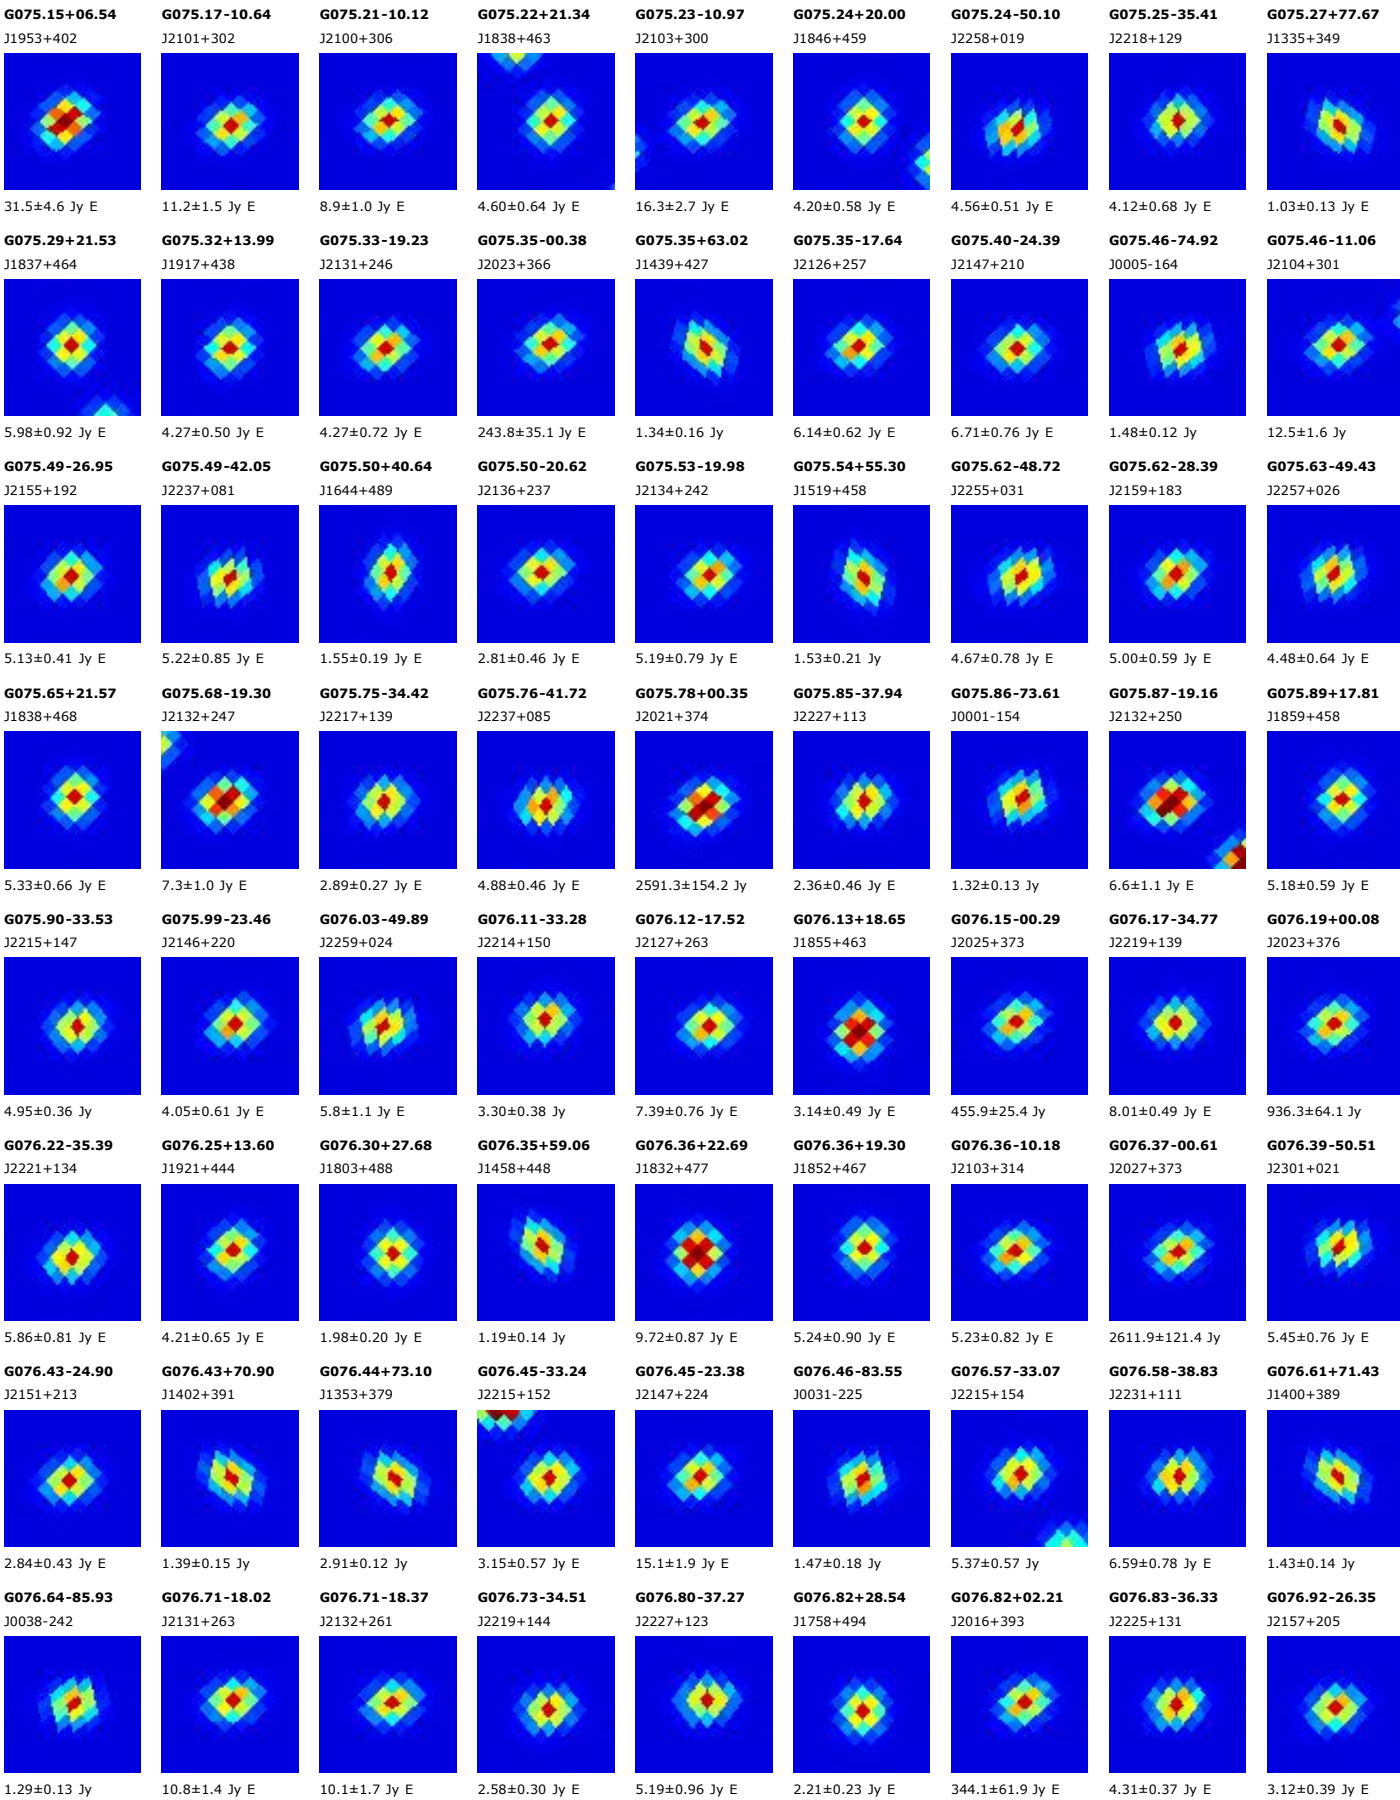 G075.15+06.54 G075.17-10.64 G075.21-10.12 G075.22+21.34 G075.23-10.97 G075.24+20.00 G075.24-50.10 G075.25-35.41 G075.27+77.67
J1953+402 J2101+302 J2100+306 J1838+463 J2103+300 J1846+459 J2258+019 J2218+129 J1335+349
31.5±4.6 Jy E 11.2±1.5 Jy E 8.9±1.0 Jy E 4.60±0.64 Jy E 16.3±2.7 Jy E 4.20±0.58 Jy E 4.56±0.51 Jy E 4.12±0.68 Jy E 1.03±0.13 Jy E
G075.29+21.53 G075.32+13.99 G075.33-19.23 G075.35-00.38 G075.35+63.02 G075.35-17.64 G075.40-24.39 G075.46-74.92 G075.46-11.06
J1837+464 J1917+438 J2131+246 J2023+366 J1439+427 J2126+257 J2147+210 J0005-164 J2104+301
5.98±0.92 Jy E 4.27±0.50 Jy E 4.27±0.72 Jy E 243.8±35.1 Jy E 1.34±0.16 Jy 6.14±0.62 Jy E 6.71±0.76 Jy E 1.48±0.12 Jy 12.5±1.6 Jy
G075.49-26.95 G075.49-42.05 G075.50+40.64 G075.50-20.62 G075.53-19.98 G075.54+55.30 G075.62-48.72 G075.62-28.39 G075.63-49.43
J2155+192 J2237+081 J1644+489 J2136+237 J2134+242 J1519+458 J2255+031 J2159+183 J2257+026
5.13±0.41 Jy E 5.22±0.85 Jy E 1.55±0.19 Jy E 2.81±0.46 Jy E 5.19±0.79 Jy E 1.53±0.21 Jy 4.67±0.78 Jy E 5.00±0.59 Jy E 4.48±0.64 Jy E
G075.65+21.57 G075.68-19.30 G075.75-34.42 G075.76-41.72 G075.78+00.35 G075.85-37.94 G075.86-73.61 G075.87-19.16 G075.89+17.81
J1838+468 J2132+247 J2217+139 J2237+085 J2021+374 J2227+113 J0001-154 J2132+250 J1859+458
5.33±0.66 Jy E 7.3±1.0 Jy E 2.89±0.27 Jy E 4.88±0.46 Jy E 2591.3±154.2 Jy 2.36±0.46 Jy E 1.32±0.13 Jy 6.6±1.1 Jy E 5.18±0.59 Jy E
G075.90-33.53 G075.99-23.46 G076.03-49.89 G076.11-33.28 G076.12-17.52 G076.13+18.65 G076.15-00.29 G076.17-34.77 G076.19+00.08
J2215+147 J2146+220 J2259+024 J2214+150 J2127+263 J1855+463 J2025+373 J2219+139 J2023+376
4.95±0.36 Jy 4.05±0.61 Jy E 5.8±1.1 Jy E 3.30±0.38 Jy 7.39±0.76 Jy E 3.14±0.49 Jy E 455.9±25.4 Jy 8.01±0.49 Jy E 936.3±64.1 Jy
G076.22-35.39 G076.25+13.60 G076.30+27.68 G076.35+59.06 G076.36+22.69 G076.36+19.30 G076.36-10.18 G076.37-00.61 G076.39-50.51
J2221+134 J1921+444 J1803+488 J1458+448 J1832+477 J1852+467 J2103+314 J2027+373 J2301+021
5.86±0.81 Jy E 4.21±0.65 Jy E 1.98±0.20 Jy E 1.19±0.14 Jy 9.72±0.87 Jy E 5.24±0.90 Jy E 5.23±0.82 Jy E 2611.9±121.4 Jy 5.45±0.76 Jy E
G076.43-24.90 G076.43+70.90 G076.44+73.10 G076.45-33.24 G076.45-23.38 G076.46-83.55 G076.57-33.07 G076.58-38.83 G076.61+71.43
J2151+213 J1402+391 J1353+379 J2215+152 J2147+224 J0031-225 J2215+154 J2231+111 J1400+389
2.84±0.43 Jy E 1.39±0.15 Jy 2.91±0.12 Jy 3.15±0.57 Jy E 15.1±1.9 Jy E 1.47±0.18 Jy 5.37±0.57 Jy 6.59±0.78 Jy E 1.43±0.14 Jy
G076.64-85.93 G076.71-18.02 G076.71-18.37 G076.73-34.51 G076.80-37.27 G076.82+28.54 G076.82+02.21 G076.83-36.33 G076.92-26.35
J0038-242 J2131+263 J2132+261 J2219+144 J2227+123 J1758+494 J2016+393 J2225+131 J2157+205
1.29±0.13 Jy 10.8±1.4 Jy E 10.1±1.7 Jy E 2.58±0.30 Jy E 5.19±0.96 Jy E 2.21±0.23 Jy E 344.1±61.9 Jy E 4.31±0.37 Jy E 3.12±0.39 Jy E